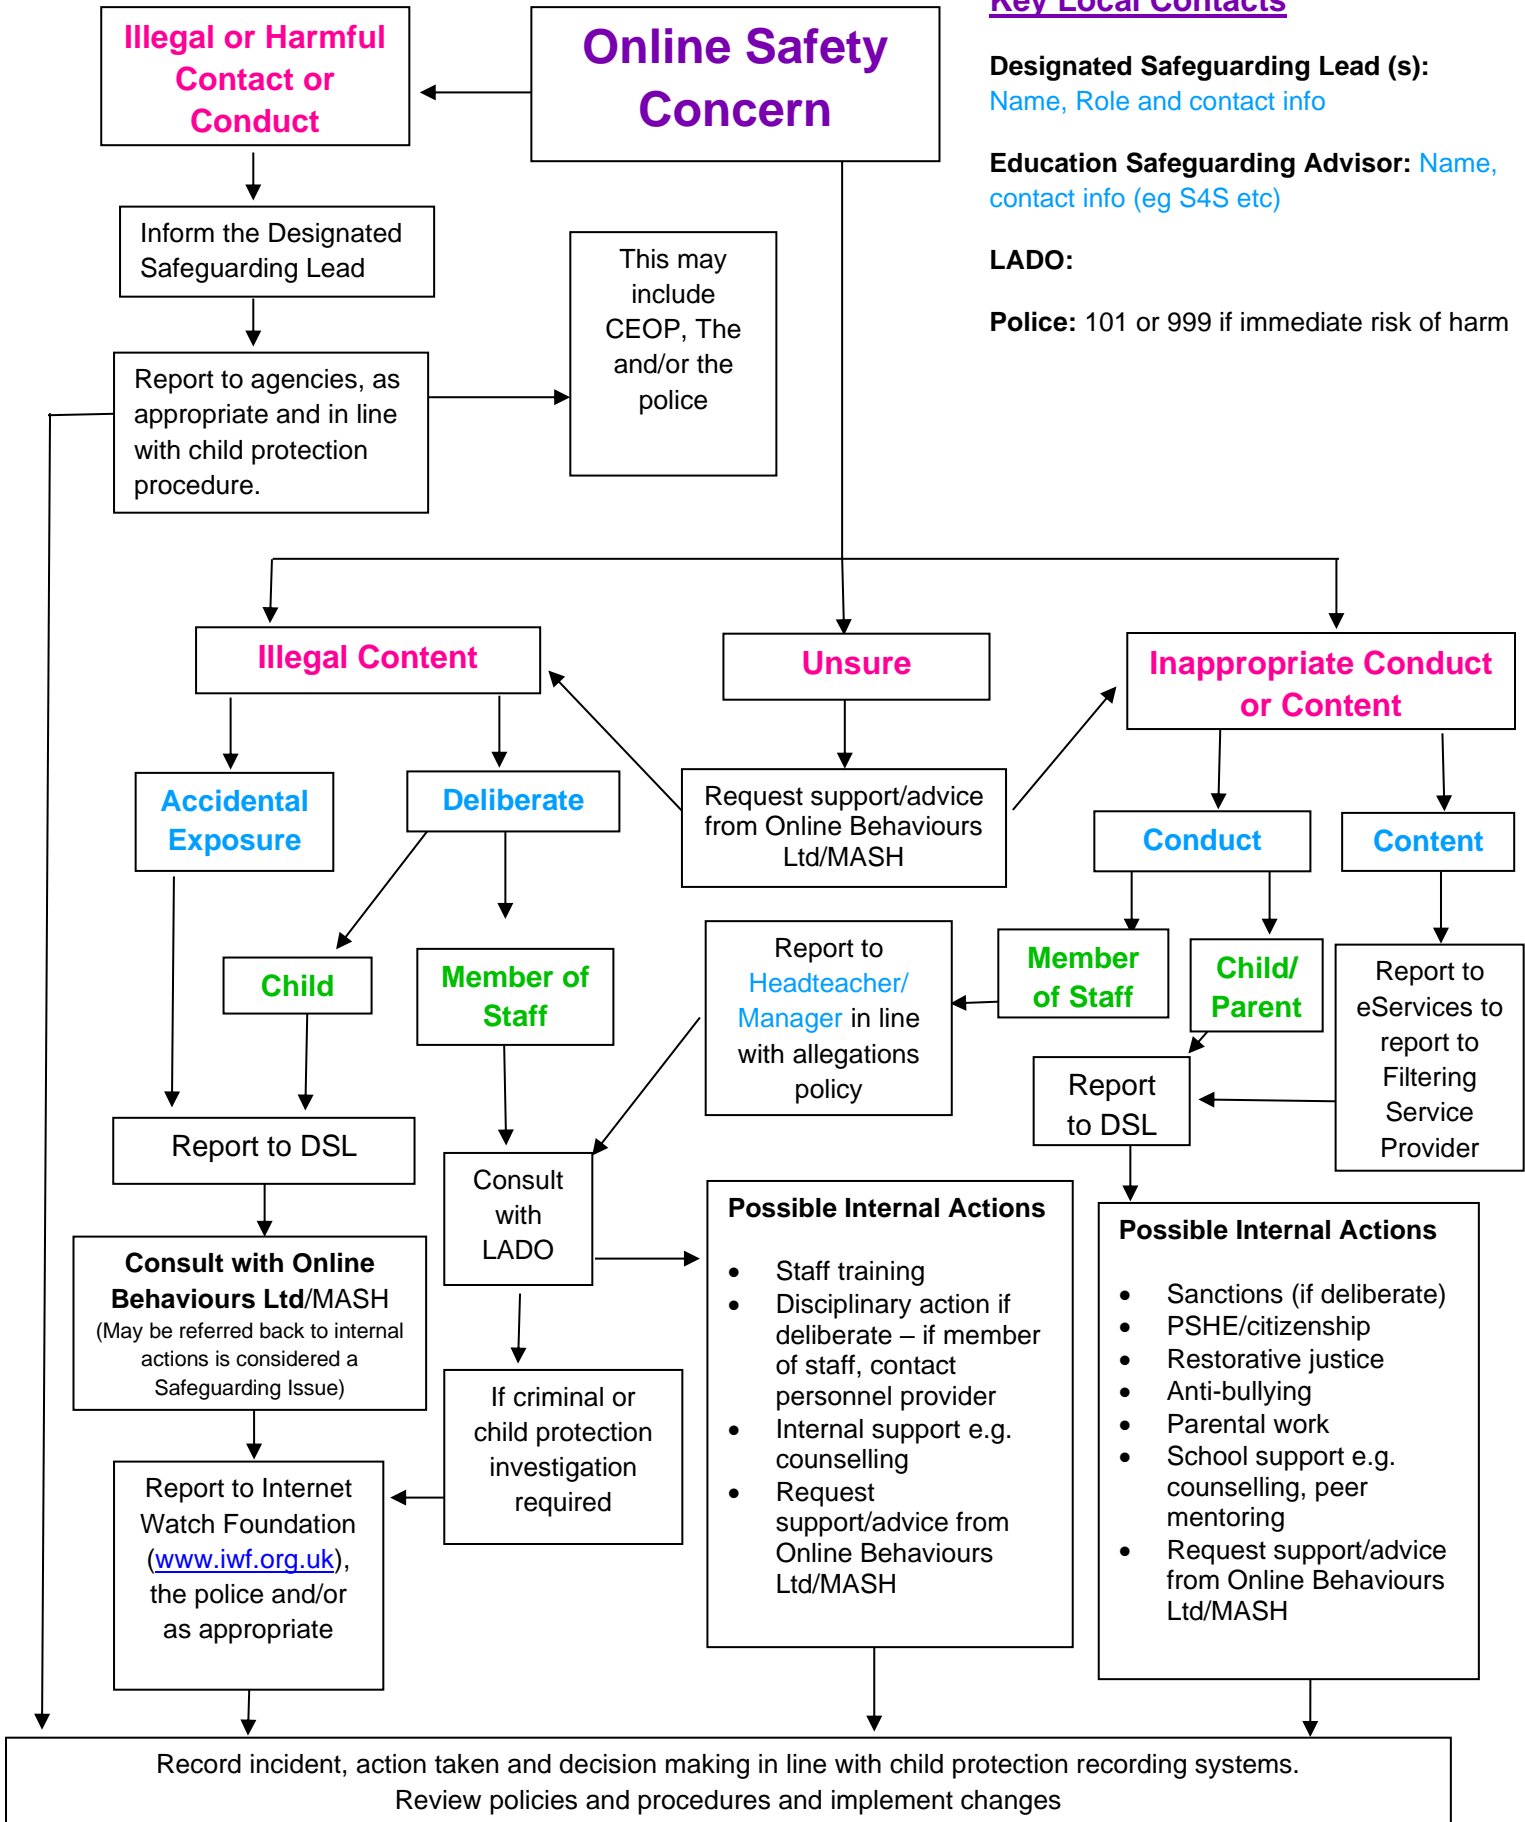 Key Local Contacts
Illegal or Harmful
Contact or
Conduct
Online Safety
Concern
Designated Safeguarding Lead (s):
Name, Role and contact info
Education Safeguarding Advisor: Name,
contact info (eg S4S etc)
LADO:
Police: 101 or 999 if immediate risk of harm
Inform the Designated
Safeguarding Lead
This may
include
CEOP, The
and/or the
police
Report to agencies, as
appropriate and in line
with child protection
procedure.
Illegal Content
Unsure
Inappropriate Conduct
or Content
Accidental
Exposure
Deliberate
Request support/advice
from Online Behaviours
Ltd/MASH
Conduct
Content
Child
Member of
Staff
Report to
Headteacher/
Manager in line
with allegations
policy
Member
of Staff
Child/
Parent
Report to
eServices to
report to
Filtering
Service
Provider
Report
to DSL
Report to DSL
Consult
with
LADO
Consult with Online
Behaviours Ltd/MASH
(May be referred back to internal
actions is considered a
Safeguarding Issue)
If criminal or
child protection
investigation
required
Report to Internet
Watch Foundation
(www.iwf.org.uk),
the police and/or
as appropriate
Possible Internal Actions
• Staff training
• Disciplinary action if
deliberate – if member
of staff, contact
personnel provider
• Internal support e.g.
counselling
• Request
support/advice from
Online Behaviours
Ltd/MASH
Possible Internal Actions
• Sanctions (if deliberate)
• PSHE/citizenship
• Restorative justice
• Anti-bullying
• Parental work
• School support e.g.
counselling, peer
mentoring
• Request support/advice
from Online Behaviours
Ltd/MASH
Record incident, action taken and decision making in line with child protection recording systems.
Review policies and procedures and implement changes